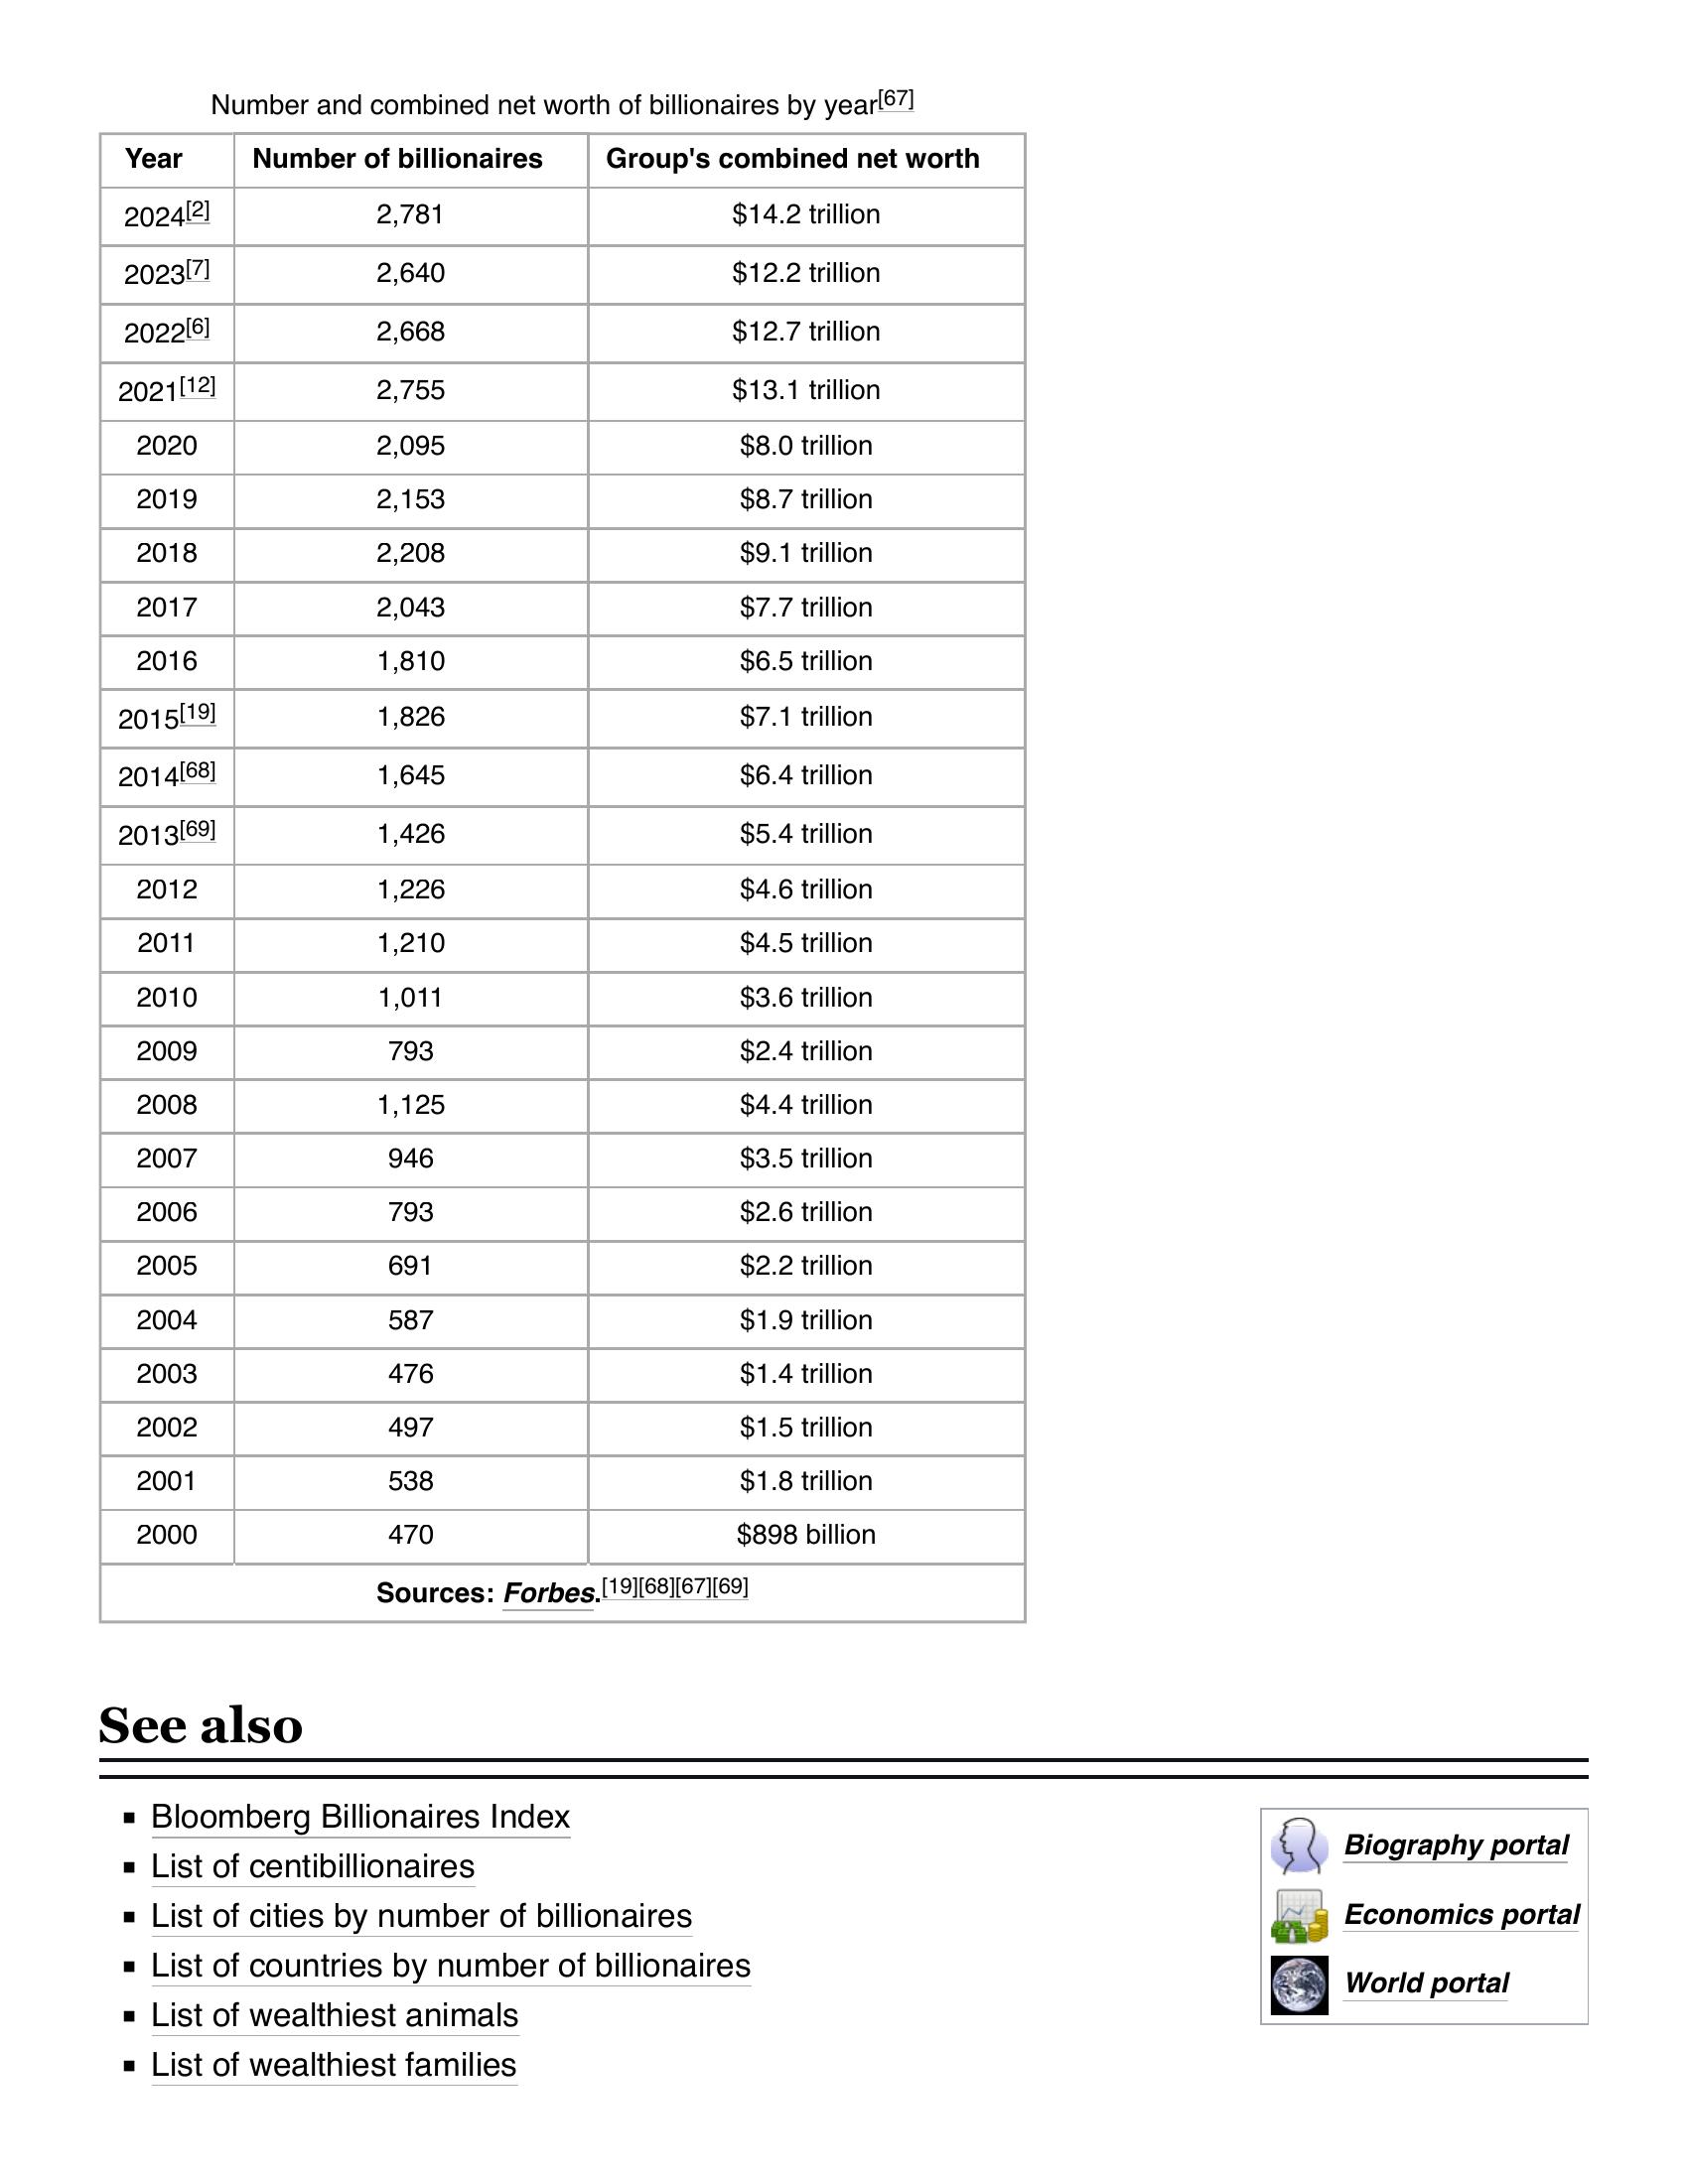 Number and combined net worth of billionaires by year[67]
Year Number of billionaires Group's combined net worth
2024[2] 2,781 $14.2 trillion
2023[7] 2,640 $12.2 trillion
2022[6] 2,668 $12.7 trillion
2021[12] 2,755 $13.1 trillion
2020 2,095 $8.0 trillion
2019 2,153 $8.7 trillion
2018 2,208 $9.1 trillion
2017 2,043 $7.7 trillion
2016 1,810 $6.5 trillion
2015[19] 1,826 $7.1 trillion
2014[68] 1,645 $6.4 trillion
2013[69] 1,426 $5.4 trillion
2012 1,226 $4.6 trillion
2011 1,210 $4.5 trillion
2010 1,011 $3.6 trillion
2009 793 $2.4 trillion
2008 1,125 $4.4 trillion
2007 946 $3.5 trillion
2006 793 $2.6 trillion
2005 691 $2.2 trillion
2004 587 $1.9 trillion
2003 476 $1.4 trillion
2002 497 $1.5 trillion
2001 538 $1.8 trillion
2000 470 $898 billion
Sources: Forbes.[19][68][67][69]
See also
Bloomberg Billionaires Index
List of centibillionaires
List of cities by number of billionaires
List of countries by number of billionaires
List of wealthiest animals
List of wealthiest families
Biography portal
Economics portal
World portal